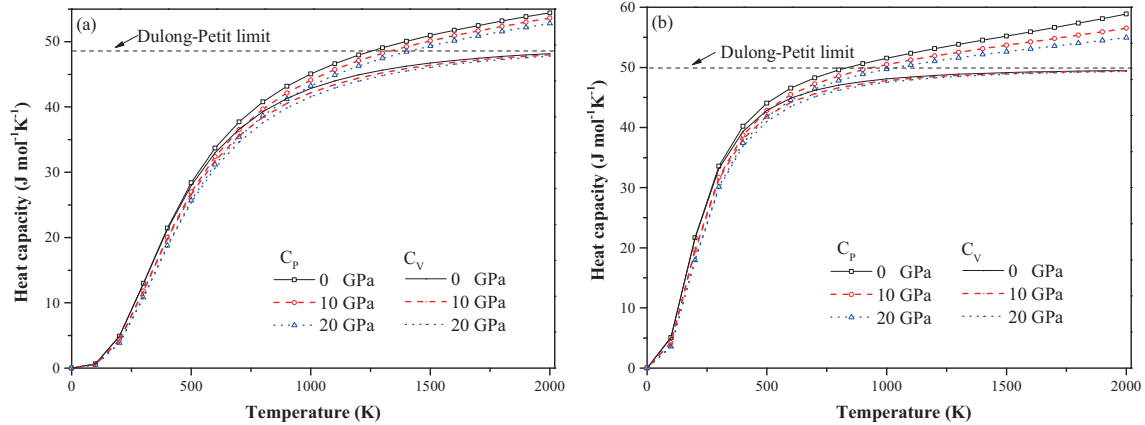 (a)
Dulong-Petit limit
Heat capacity (J mol⁻¹K⁻¹)
50
40
30
20
10
0
C_P C_V
0 GPa 0 GPa
10 GPa 10 GPa
20 GPa 20 GPa
0 500 1000 1500 2000
Temperature (K)
(b)
Dulong-Petit limit
Heat capacity (J mol⁻¹K⁻¹)
60
50
40
30
20
10
0
C_P C_V
0 GPa 0 GPa
10 GPa 10 GPa
20 GPa 20 GPa
0 500 1000 1500 2000
Temperature (K)